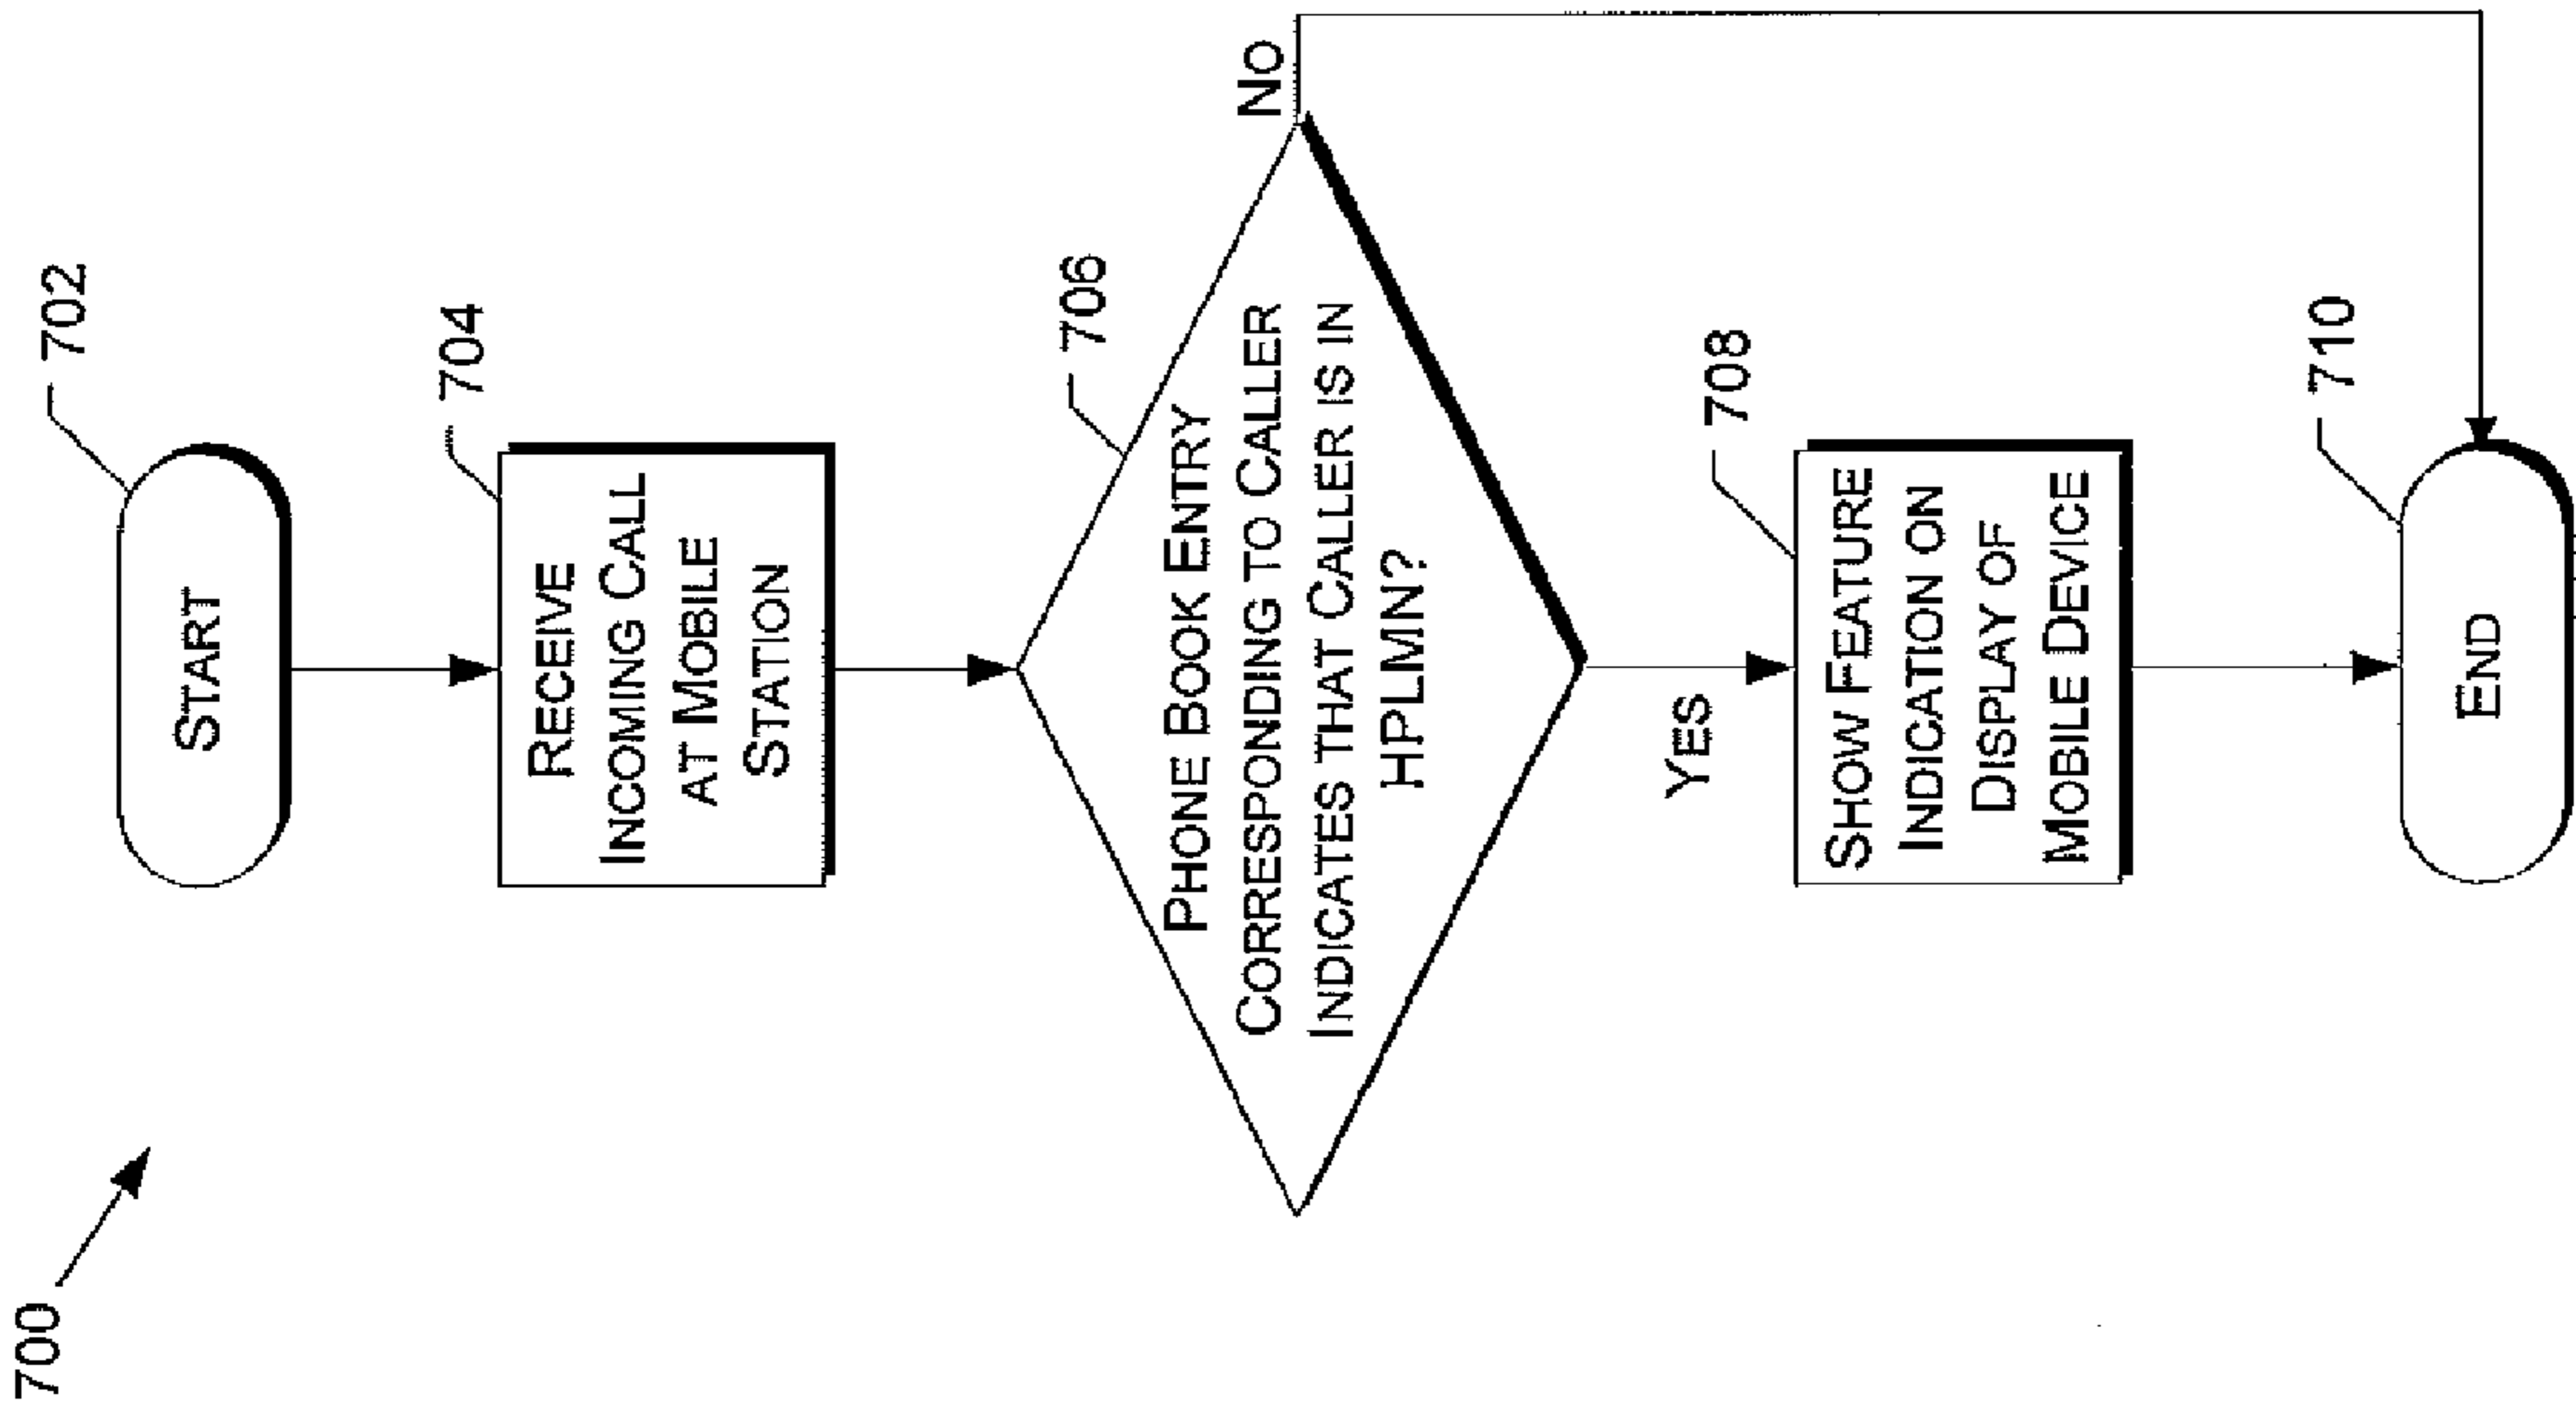 700
START
702
RECEIVE
INCOMING CALL
AT MOBILE
STATION
704
PHONE BOOK ENTRY
CORRESPONDING TO CALLER
INDICATES THAT CALLER IS IN
HPLMN?
706
NO
YES
SHOW FEATURE
INDICATION ON
DISPLAY OF
MOBILE DEVICE
708
END
710